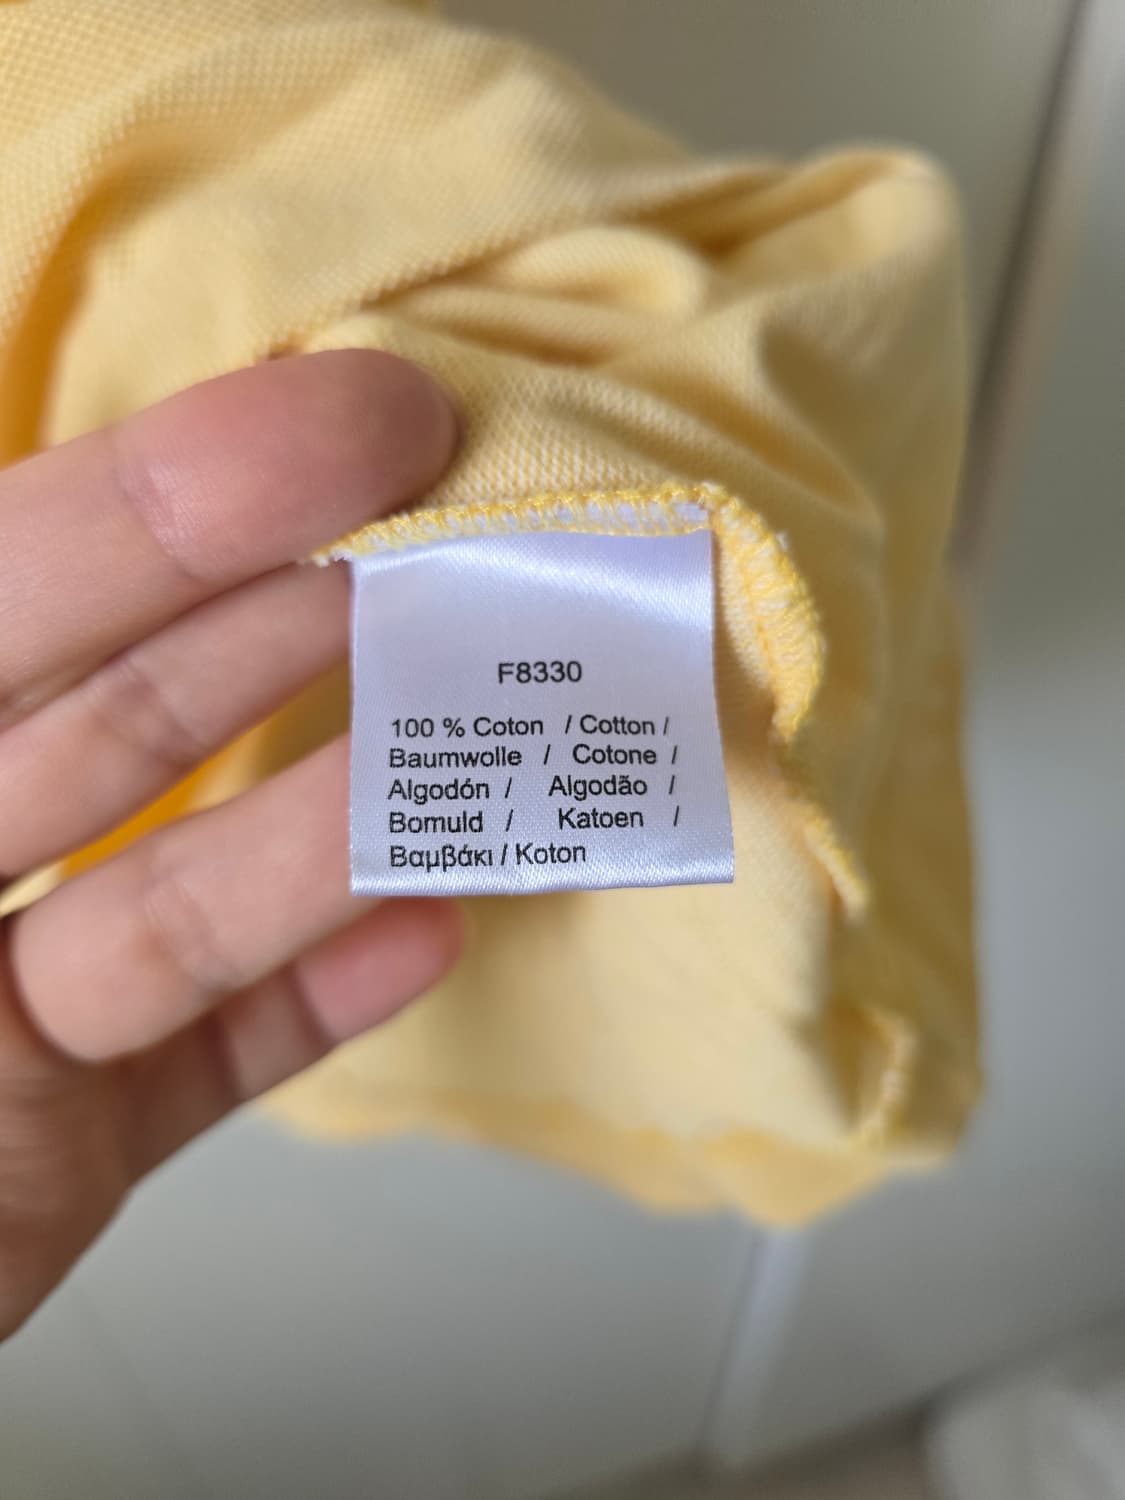 F8330
100 % Coton / Cotton /
Baumwolle / Cotone /
Algodón / Algodão /
Bomuld / Katoen /
Βαμβάκι / Koton